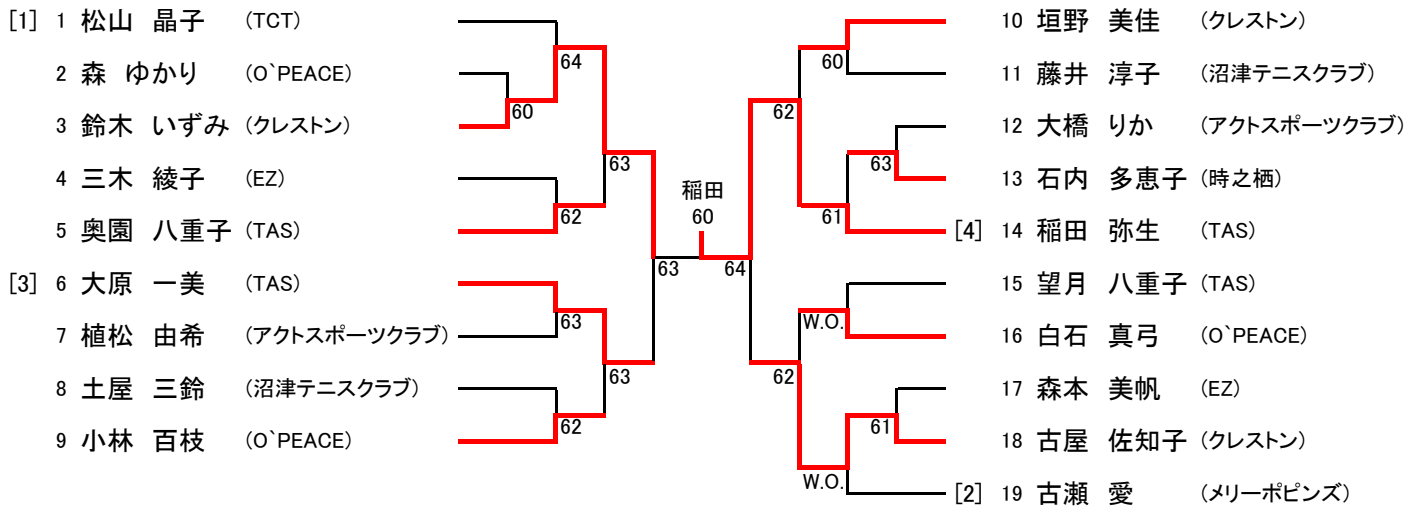 [1] 1 松山 晶子 (TCT)
64
2 森 ゆかり (O`PEACE)
60
3 鈴木 いずみ (クレストン)
63
4 三木 綾子 (EZ)
62
5 奥園 八重子 (TAS)
63
[3] 6 大原 一美 (TAS)
63
7 植松 由希 (アクトスポーツクラブ)
63
8 土屋 三鈴 (沼津テニスクラブ)
62
9 小林 百枝 (O`PEACE)
稲田
60
10 垣野 美佳 (クレストン)
60
11 藤井 淳子 (沼津テニスクラブ)
62
12 大橋 りか (アクトスポーツクラブ)
63
13 石内 多恵子 (時之栖)
61
[4] 14 稲田 弥生 (TAS)
64
15 望月 八重子 (TAS)
W.O.
16 白石 真弓 (O`PEACE)
62
17 森本 美帆 (EZ)
61
18 古屋 佐知子 (クレストン)
W.O.
[2] 19 古瀬 愛 (メリーポピンズ)